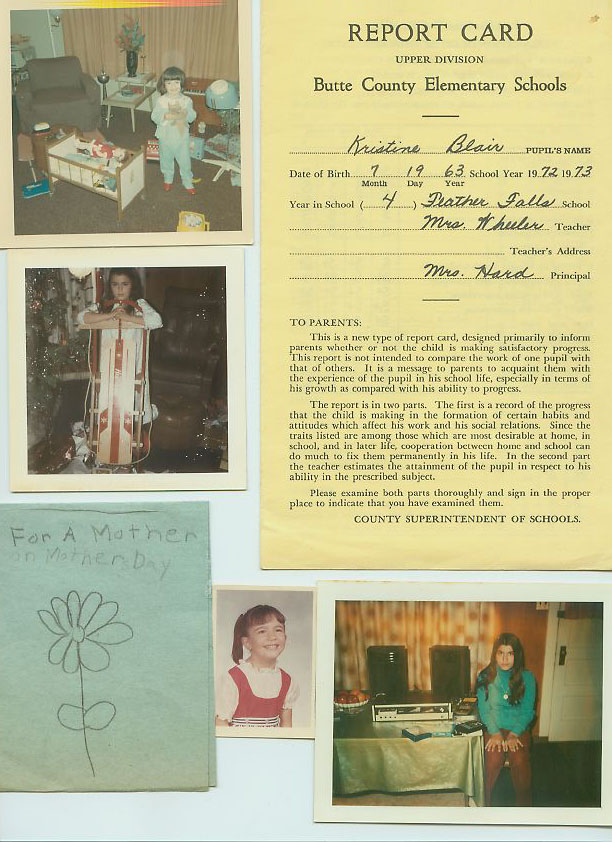 REPORT CARD
UPPER DIVISION
Butte County Elementary Schools
Kristine Blair PUPIL'S NAME
Date of Birth 7 19 63 School Year 1972 1973
Month Day Year
Year in School ( 4 ) Feather Falls School
Mrs. Wheeler Teacher
Teacher's Address
Mrs. Hard Principal
TO PARENTS:
This is a new type of report card, designed primarily to inform
parents whether or not the child is making satisfactory progress.
This report is not intended to compare the work of one pupil with
that of others. It is a message to parents to acquaint them with
the experience of the pupil in his school life, especially in terms of
his growth as compared with his ability to progress.
The report is in two parts. The first is a record of the progress
that the child is making in the formation of certain habits and
attitudes which affect his work and his social relations. Since the
traits listed are among those which are most desirable at home, in
school, and in later life, cooperation between home and school can
do much to fix them permanently in his life. In the second part
the teacher estimates the attainment of the pupil in respect to his
ability in the prescribed subject.
Please examine both parts thoroughly and sign in the proper
place to indicate that you have examined them.
COUNTY SUPERINTENDENT OF SCHOOLS.
For A Mother
on Mothers Day